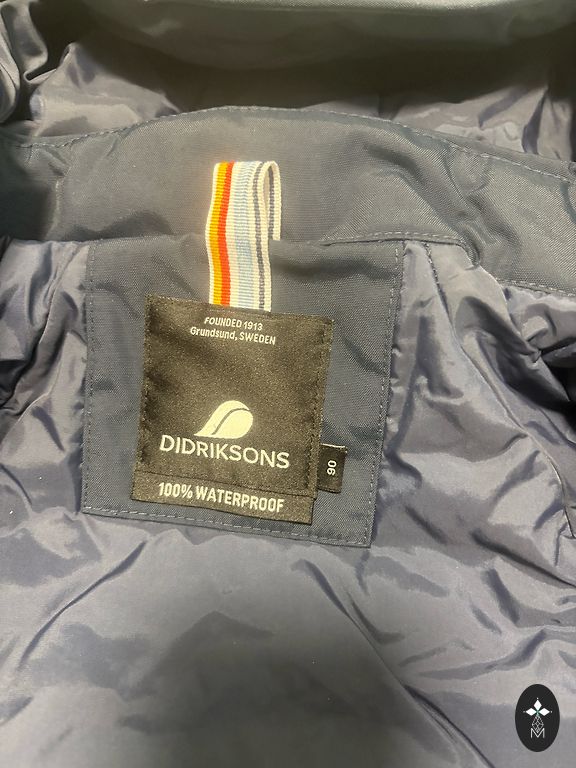 FOUNDED 1913
Grundsund, SWEDEN
DIDRIKSONS
90
100% WATERPROOF